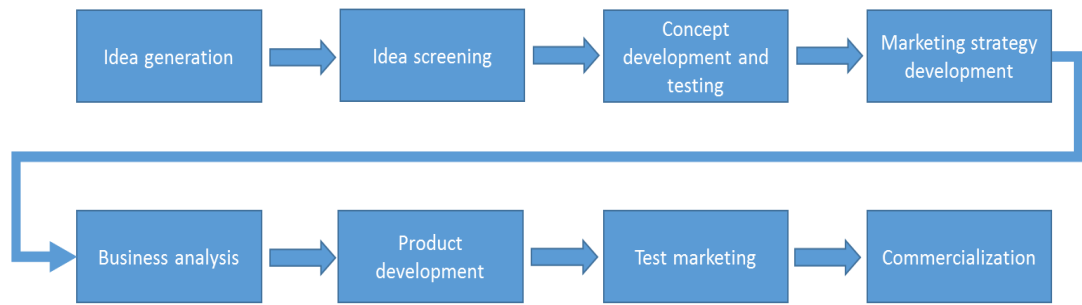 Idea generation
Idea screening
Concept
development and
testing
Marketing strategy
development
Business analysis
Product
development
Test marketing
Commercialization